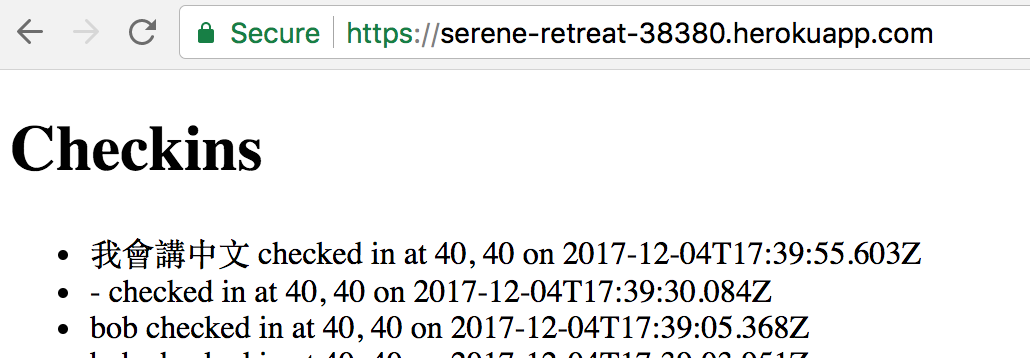 Secure https://serene-retreat-38380.herokuapp.com
Checkins
我會講中文 checked in at 40, 40 on 2017-12-04T17:39:55.603Z
- checked in at 40, 40 on 2017-12-04T17:39:30.084Z
bob checked in at 40, 40 on 2017-12-04T17:39:05.368Z